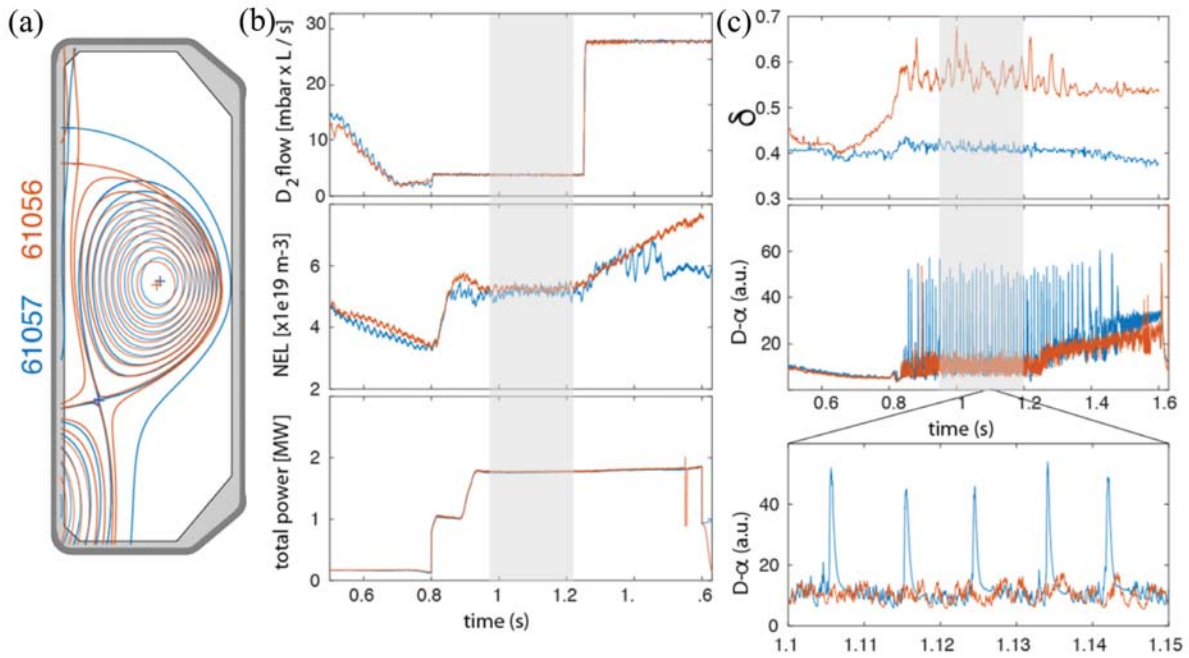 (a)
61057 61056
(b)
D₂ flow [mbar x L / s]
30
20
10
0
NEL [x1e19 m-3]
6
4
2
total power [MW]
2
1
0
0.6 0.8 1 1.2 1. .6
time (s)
(c)
δ
0.7
0.6
0.5
0.4
0.3
D-α (a.u.)
80
60
40
20
0.6 0.8 1 1.2 1.4 1.6
time (s)
D-α (a.u.)
40
20
0
1.1 1.11 1.12 1.13 1.14 1.15